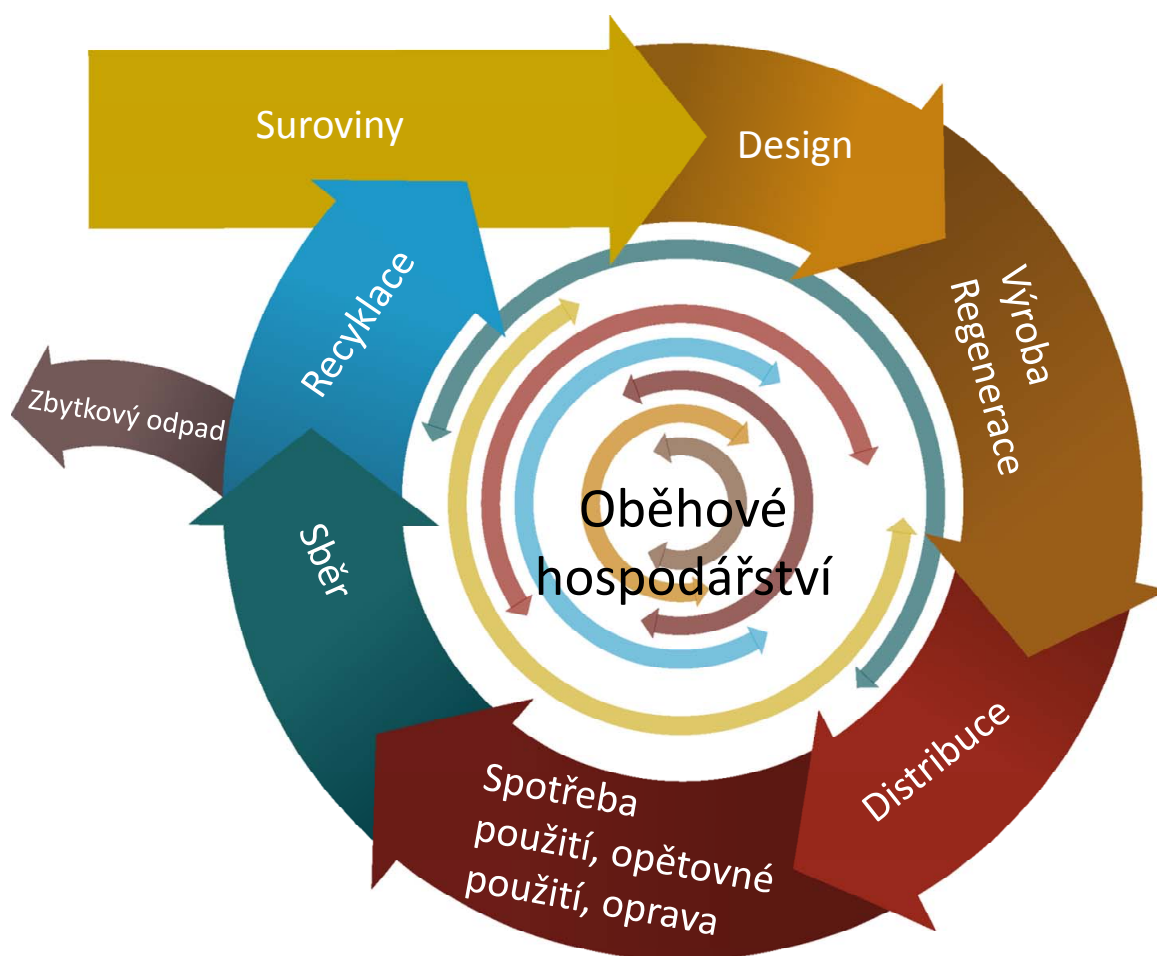 Suroviny
Design
Výroba
Regenerace
Distribuce
Spotřeba
použití, opětovné
použití, oprava
Sběr
Recyklace
Zbytkový odpad
Oběhové
hospodářství